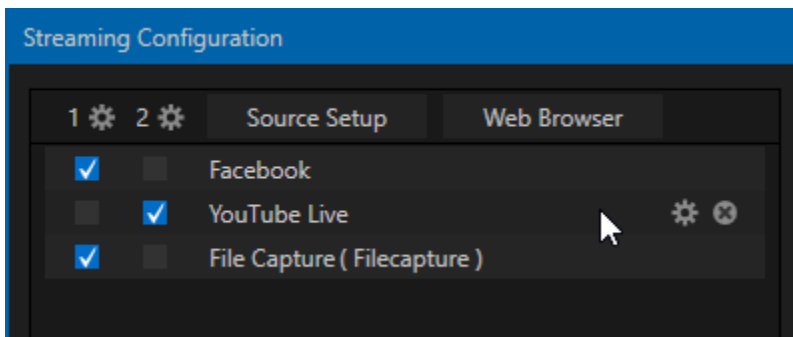 Streaming Configuration
1 2 Source Setup Web Browser
Facebook
YouTube Live
File Capture ( Filecapture )